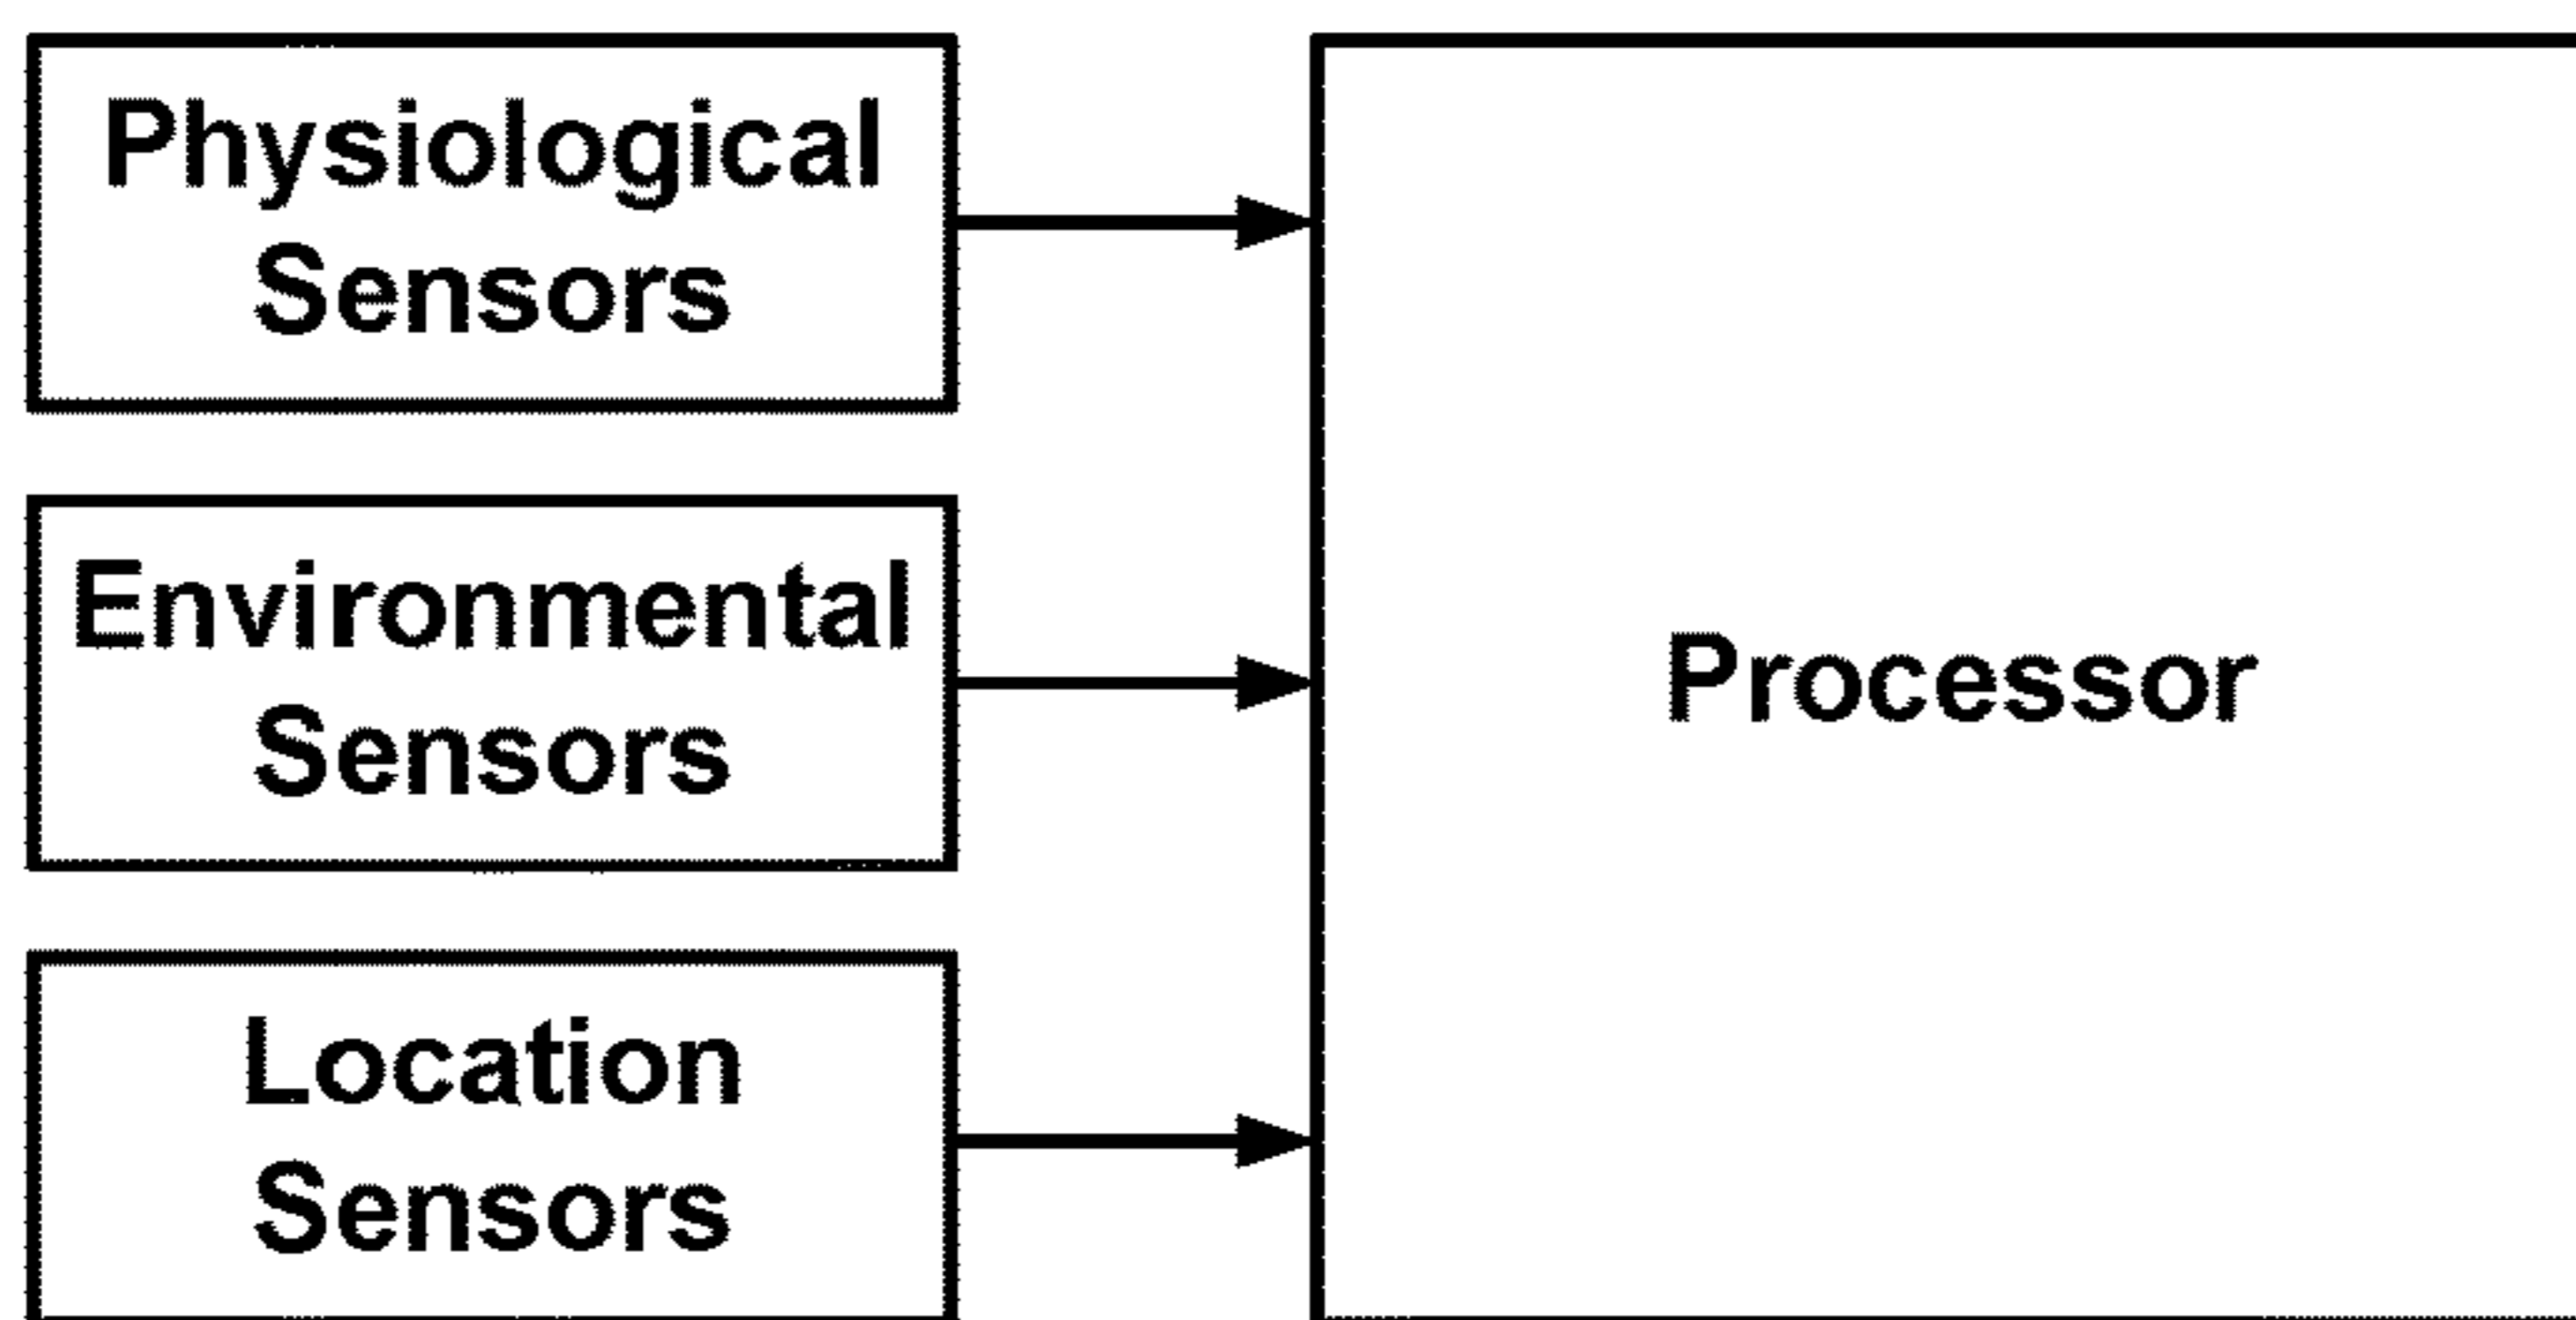 Physiological
Sensors
Environmental
Sensors
Processor
Location
Sensors